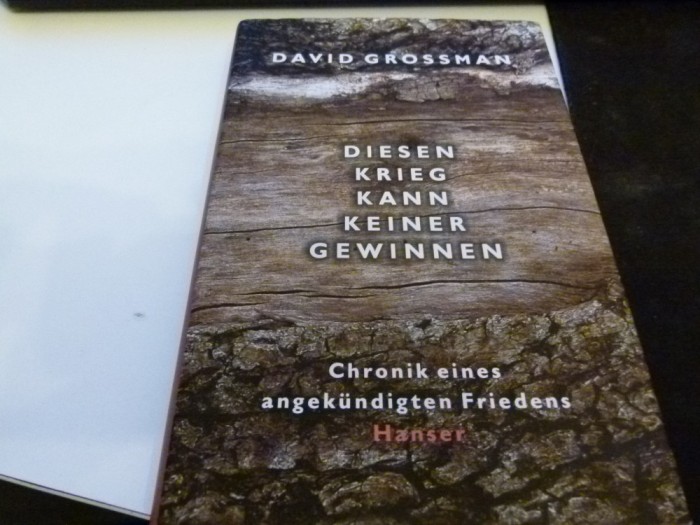 DAVID GROSSMAN
DIESEN
KRIEG
KANN
KEINER
GEWINNEN
Chronik eines
angekündigten Friedens
Hanser